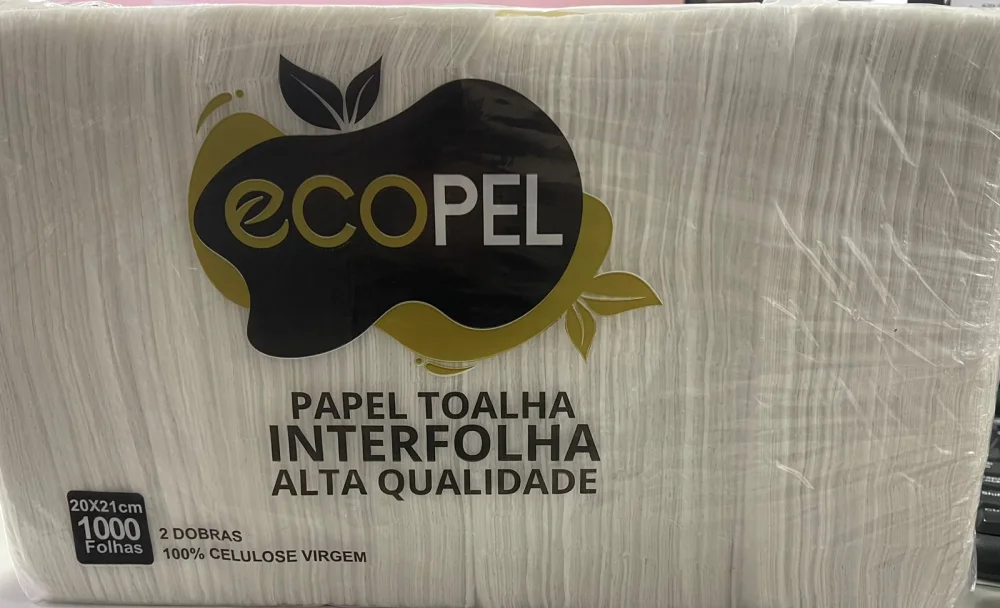 ecoPEL
PAPEL TOALHA
INTERFOLHA
ALTA QUALIDADE
20X21cm
1000
Folhas
2 DOBRAS
100% CELULOSE VIRGEM